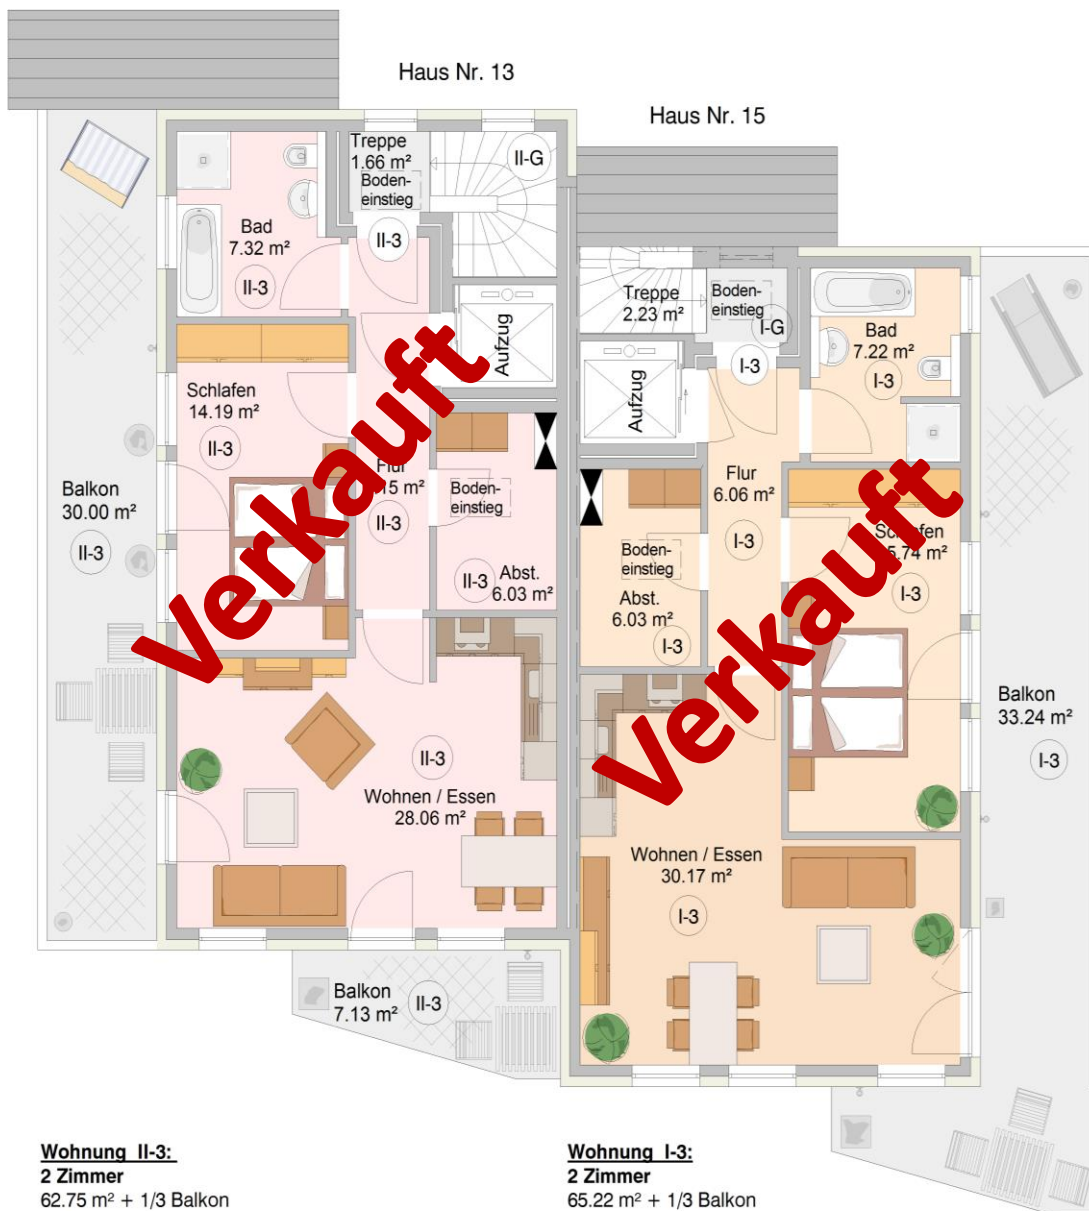 Haus Nr. 13
Haus Nr. 15
Treppe
1.66 m²
Boden-
einstieg
II-3
II-G
Bad
7.32 m²
II-3
Aufzug
Schlafen
14.19 m²
II-3
Flur
15 m²
II-3
Boden-
einstieg
II-3
Abst.
6.03 m²
Balkon
30.00 m²
II-3
Verkauft
II-3
Wohnen / Essen
28.06 m²
Balkon
7.13 m²
II-3
Treppe
2.23 m²
Boden-
einstieg
I-G
I-3
Bad
7.22 m²
I-3
Aufzug
Flur
6.06 m²
I-3
Schlafen
5.74 m²
I-3
Boden-
einstieg
Abst.
6.03 m²
I-3
Verkauft
Balkon
33.24 m²
I-3
Wohnen / Essen
30.17 m²
I-3
Wohnung II-3:
2 Zimmer
62.75 m² + 1/3 Balkon
Wohnung I-3:
2 Zimmer
65.22 m² + 1/3 Balkon